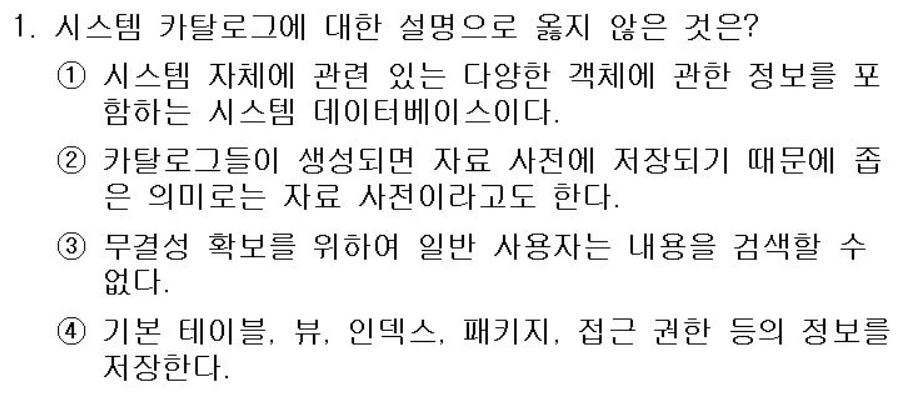 1. 시스템 카탈로그에 대한 설명으로 옳지 않은 것은?
① 시스템 자체에 관련 있는 다양한 객체에 관한 정보를 포
함하는 시스템 데이터베이스이다.
② 카탈로그들이 생성되면 자료 사전에 저장되기 때문에 좁
은 의미로는 자료 사전이라고도 한다.
③ 무결성 확보를 위하여 일반 사용자는 내용을 검색할 수
없다.
④ 기본 테이블, 뷰, 인덱스, 패키지, 접근 권한 등의 정보를
저장한다.